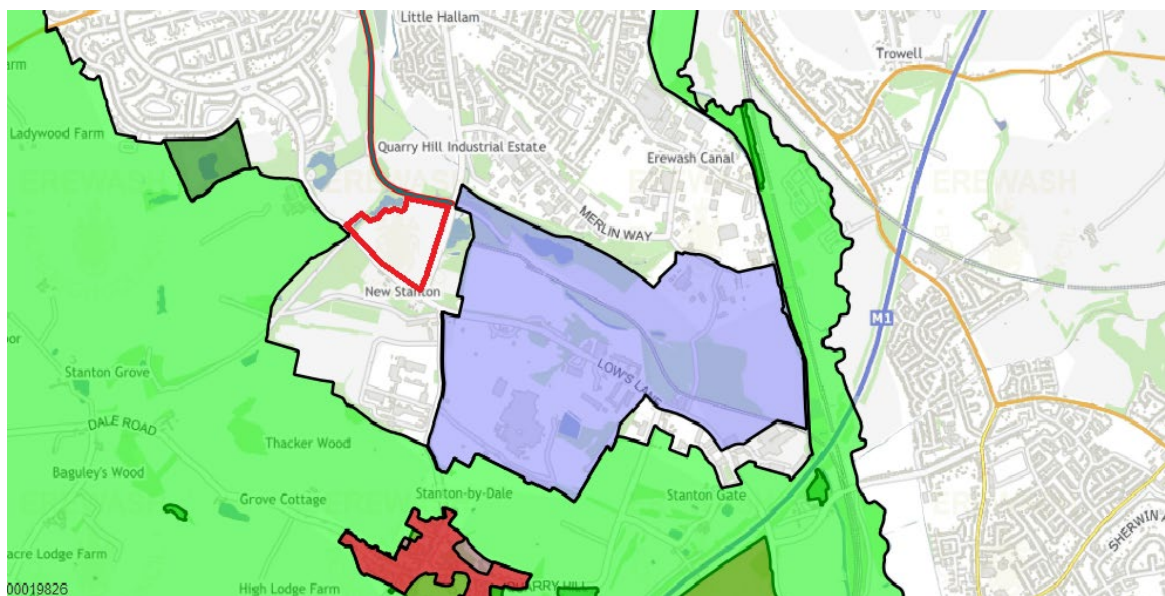 Little Hallam
Trowell
arm
Ladywood Farm
Quarry Hill Industrial Estate
Erewash Canal
EREWASH
EREWASH
EREWASH
MERLIN WAY
New Stanton
M1
or
Stanton Grove
LOW'S LANE
DALE ROAD
Thacker Wood
Baguley's Wood
Grove Cottage
Stanton-by-Dale
Stanton Gate
EREWASH
SHERWIN A
acre Lodge Farm
High Lodge Farm
QUARRY HILL
00019826